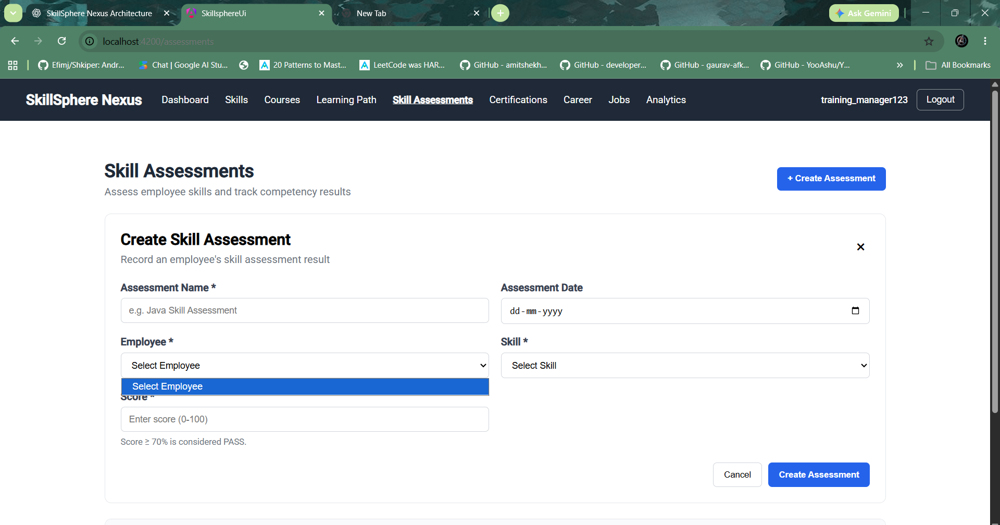 SkillSphere Nexus Architecture
SkillsphereUi
New Tab
Ask Gemini
localhost:4200/assessments
Efimj/Shkiper: Andr...
Chat | Google AI Stu...
20 Patterns to Mast...
LeetCode was HAR...
GitHub - amitshekh...
GitHub - developer...
GitHub - gaurav-afk...
GitHub - YooAshu/Y...
All Bookmarks
SkillSphere Nexus
Dashboard
Skills
Courses
Learning Path
Skill Assessments
Certifications
Career
Jobs
Analytics
training_manager123
Logout
Skill Assessments
Assess employee skills and track competency results
+ Create Assessment
Create Skill Assessment
Record an employee's skill assessment result
Assessment Name *
Assessment Date
e.g. Java Skill Assessment
dd-mm-yyyy
Employee *
Skill *
Select Employee
Select Skill
Select Employee
Score *
Enter score (0-100)
Score ≥ 70% is considered PASS.
Cancel
Create Assessment